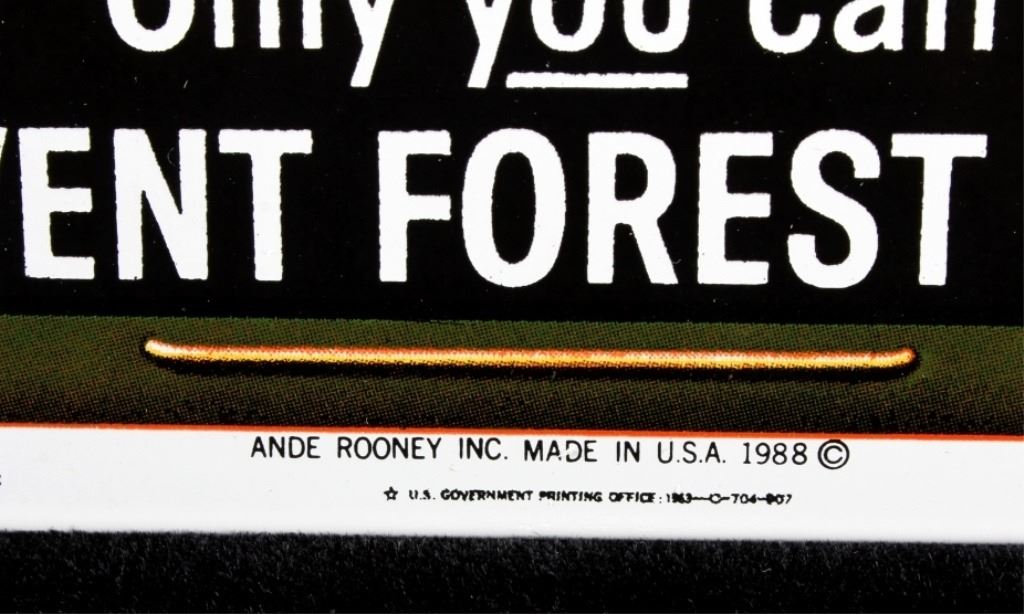 Only you can
VENT FOREST
ANDE ROONEY INC. MADE IN U.S.A. 1988 ©
☆ U.S. GOVERNMENT PRINTING OFFICE: 1963—O-704-907